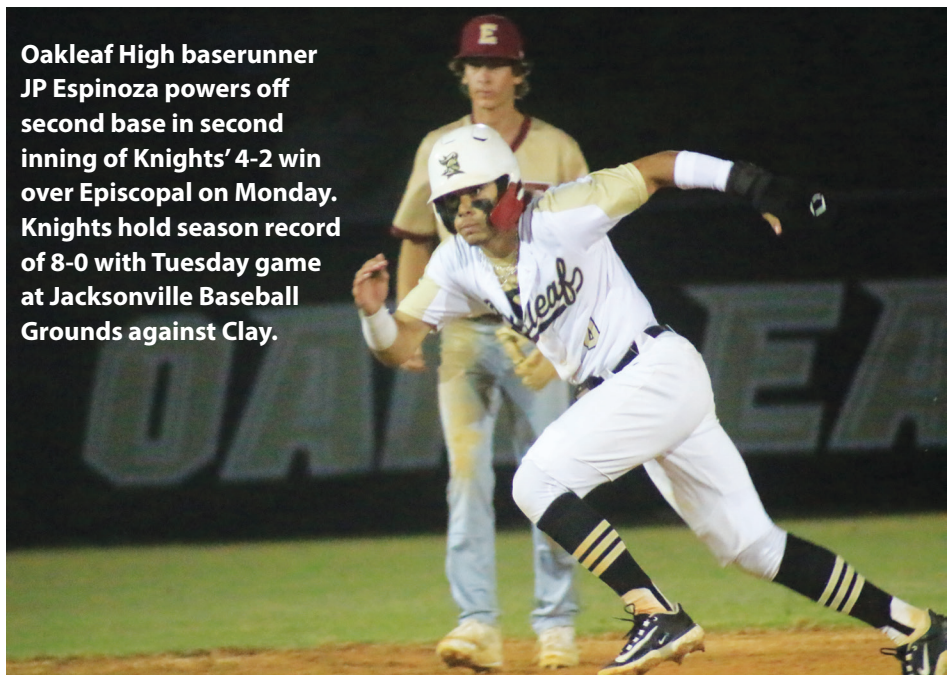 Oakleaf High baserunner
JP Espinoza powers off
second base in second
inning of Knights’ 4-2 win
over Episcopal on Monday.
Knights hold season record
of 8-0 with Tuesday game
at Jacksonville Baseball
Grounds against Clay.
E